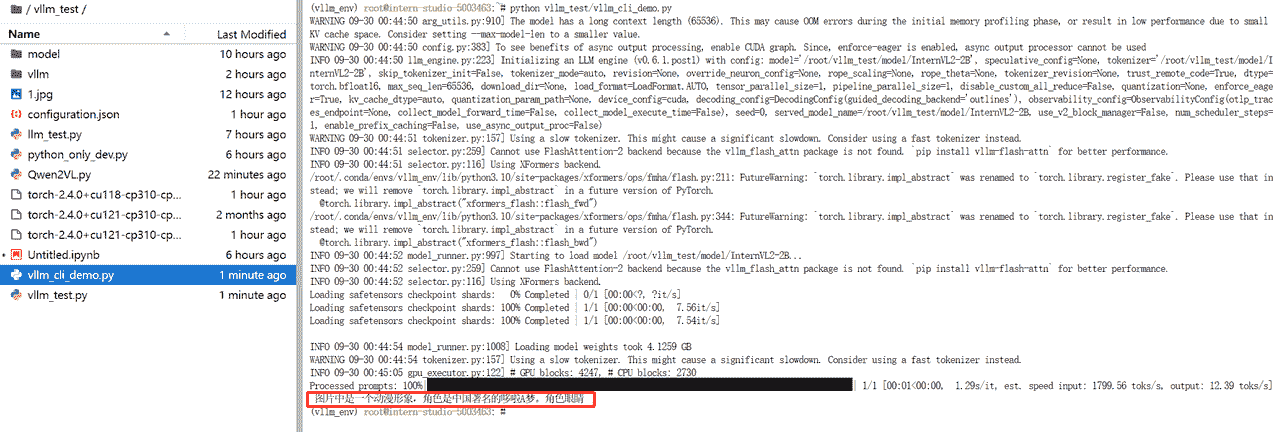 / vllm_test /
Name Last Modified
model 10 hours ago
vllm 2 hours ago
1.jpg 12 hours ago
configuration.json 1 hour ago
llm_test.py 7 hours ago
python_only_dev.py 6 hours ago
Qwen2VL.py 22 minutes ago
torch-2.4.0+cu118-cp310-cp... 1 hour ago
torch-2.4.0+cu121-cp310-cp... 2 months ago
torch-2.4.0+cu121-cp310-cp... 1 hour ago
Untitled.ipynb 6 hours ago
vllm_cli_demo.py 1 minute ago
vllm_test.py 1 minute ago
(vllm_env) root@intern-studio-5003463:~# python vllm_test/vllm_cli_demo.py
WARNING 09-30 00:44:50 arg_utils.py:910] The model has a long context length (65536). This may cause OOM errors during the initial memory profiling phase, or result in low performance due to small
KV cache space. Consider setting --max-model-len to a smaller value.
WARNING 09-30 00:44:50 config.py:383] To see benefits of async output processing, enable CUDA graph. Since, enforce-eager is enabled, async output processor cannot be used
INFO 09-30 00:44:50 llm_engine.py:223] Initializing an LLM engine (v0.6.1.post1) with config: model='/root/vllm_test/model/InternVL2-2B', speculative_config=None, tokenizer='/root/vllm_test/model/I
nternVL2-2B', skip_tokenizer_init=False, tokenizer_mode=auto, revision=None, override_neuron_config=None, rope_scaling=None, rope_theta=None, tokenizer_revision=None, trust_remote_code=True, dtype=
torch.bfloat16, max_seq_len=65536, download_dir=None, load_format=LoadFormat.AUTO, tensor_parallel_size=1, pipeline_parallel_size=1, disable_custom_all_reduce=False, quantization=None, enforce_eage
r=True, kv_cache_dtype=auto, quantization_param_path=None, device_config=cuda, decoding_config=DecodingConfig(guided_decoding_backend='outlines'), observability_config=ObservabilityConfig(otlp_trac
es_endpoint=None, collect_model_forward_time=False, collect_model_execute_time=False), seed=0, served_model_name=/root/vllm_test/model/InternVL2-2B, use_v2_block_manager=False, num_scheduler_steps=
1, enable_prefix_caching=False, use_async_output_proc=False)
WARNING 09-30 00:44:51 tokenizer.py:157] Using a slow tokenizer. This might cause a significant slowdown. Consider using a fast tokenizer instead.
INFO 09-30 00:44:51 selector.py:259] Cannot use FlashAttention-2 backend because the vllm_flash_attn package is not found. `pip install vllm-flash-attn` for better performance.
INFO 09-30 00:44:51 selector.py:116] Using XFormers backend.
/root/.conda/envs/vllm_env/lib/python3.10/site-packages/xformers/ops/fmha/flash.py:211: FutureWarning: `torch.library.impl_abstract` was renamed to `torch.library.register_fake`. Please use that in
stead; we will remove `torch.library.impl_abstract` in a future version of PyTorch.
@torch.library.impl_abstract("xformers_flash::flash_fwd")
/root/.conda/envs/vllm_env/lib/python3.10/site-packages/xformers/ops/fmha/flash.py:344: FutureWarning: `torch.library.impl_abstract` was renamed to `torch.library.register_fake`. Please use that in
stead; we will remove `torch.library.impl_abstract` in a future version of PyTorch.
@torch.library.impl_abstract("xformers_flash::flash_bwd")
INFO 09-30 00:44:52 model_runner.py:997] Starting to load model /root/vllm_test/model/InternVL2-2B...
INFO 09-30 00:44:52 selector.py:259] Cannot use FlashAttention-2 backend because the vllm_flash_attn package is not found. `pip install vllm-flash-attn` for better performance.
INFO 09-30 00:44:52 selector.py:116] Using XFormers backend.
Loading safetensors checkpoint shards: 0% Completed | 0/1 [00:00<?, ?it/s]
Loading safetensors checkpoint shards: 100% Completed | 1/1 [00:00<00:00, 7.56it/s]
Loading safetensors checkpoint shards: 100% Completed | 1/1 [00:00<00:00, 7.54it/s]
INFO 09-30 00:44:54 model_runner.py:1008] Loading model weights took 4.1259 GB
WARNING 09-30 00:44:54 tokenizer.py:157] Using a slow tokenizer. This might cause a significant slowdown. Consider using a fast tokenizer instead.
INFO 09-30 00:45:05 gpu_executor.py:122] # GPU blocks: 4247, # CPU blocks: 2730
Processed prompts: 100%| | 1/1 [00:01<00:00, 1.29s/it, est. speed input: 1799.56 toks/s, output: 12.39 toks/s]
图片中是一个动漫形象，角色是中国著名的哆啦A梦。角色眼睛
(vllm_env) root@intern-studio-5003463:~#